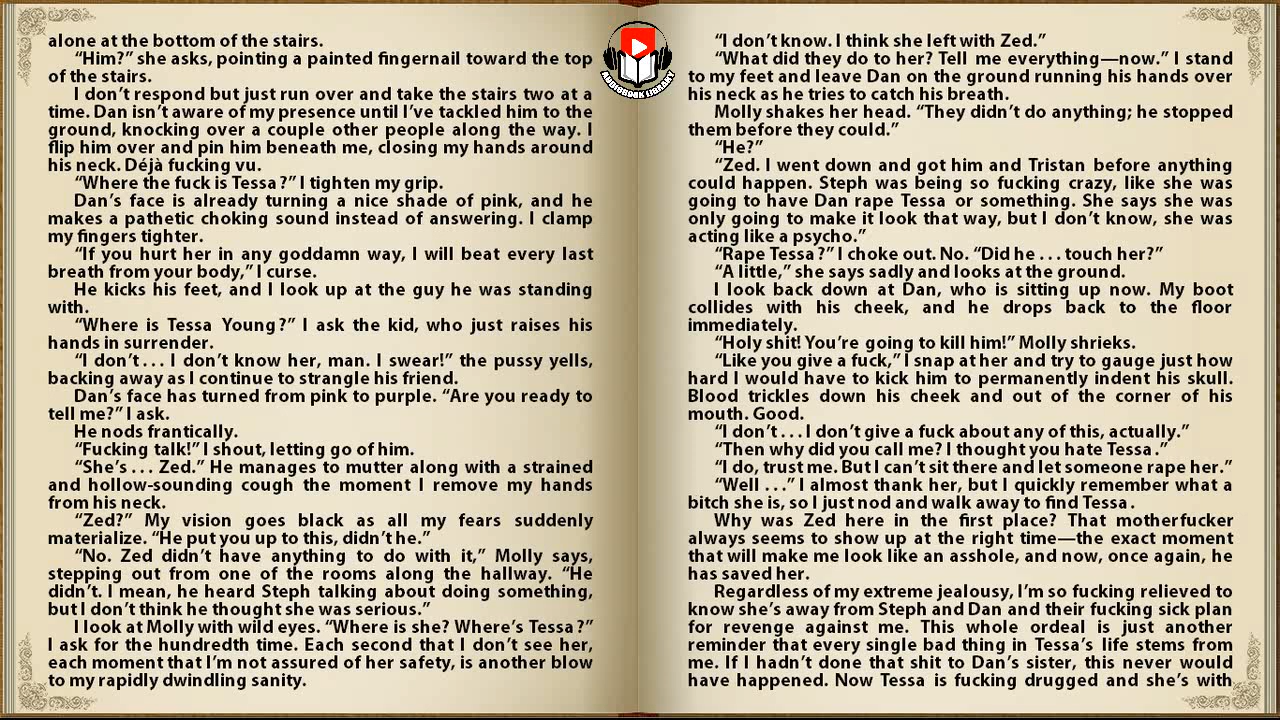 alone at the bottom of the stairs.
“Him?” she asks, pointing a painted fingernail toward the top
of the stairs.
I don’t respond but just run over and take the stairs two at a
time. Dan isn’t aware of my presence until I’ve tackled him to the
ground, knocking over a couple other people along the way. I
flip him over and pin him beneath me, closing my hands around
his neck. Déjà fucking vu.
“Where the fuck is Tessa?” I tighten my grip.
Dan’s face is already turning a nice shade of pink, and he
makes a pathetic choking sound instead of answering. I clamp
my fingers tighter.
“If you hurt her in any goddamn way, I will beat every last
breath from your body,” I curse.
He kicks his feet, and I look up at the guy he was standing
with.
“Where is Tessa Young?” I ask the kid, who just raises his
hands in surrender.
“I don’t . . . I don’t know her, man. I swear!” the pussy yells,
backing away as I continue to strangle his friend.
Dan’s face has turned from pink to purple. “Are you ready to
tell me?” I ask.
He nods frantically.
“Fucking talk!” I shout, letting go of him.
“She’s . . . Zed.” He manages to mutter along with a strained
and hollow-sounding cough the moment I remove my hands
from his neck.
“Zed?” My vision goes black as all my fears suddenly
materialize. “He put you up to this, didn’t he.”
“No. Zed didn’t have anything to do with it,” Molly says,
stepping out from one of the rooms along the hallway. “He
didn’t. I mean, he heard Steph talking about doing something,
but I don’t think he thought she was serious.”
I look at Molly with wild eyes. “Where is she? Where’s Tessa?”
I ask for the hundredth time. Each second that I don’t see her,
each moment that I’m not assured of her safety, is another blow
to my rapidly dwindling sanity.
AUDIOBOOK LIBRARY
“I don’t know. I think she left with Zed.”
“What did they do to her? Tell me everything—now.” I stand
to my feet and leave Dan on the ground running his hands over
his neck as he tries to catch his breath.
Molly shakes her head. “They didn’t do anything; he stopped
them before they could.”
“He?”
“Zed. I went down and got him and Tristan before anything
could happen. Steph was being so fucking crazy, like she was
going to have Dan rape Tessa or something. She says she was
only going to make it look that way, but I don’t know, she was
acting like a psycho.”
“Rape Tessa?” I choke out. No. “Did he . . . touch her?”
“A little,” she says sadly and looks at the ground.
I look back down at Dan, who is sitting up now. My boot
collides with his cheek, and he drops back to the floor
immediately.
“Holy shit! You’re going to kill him!” Molly shrieks.
“Like you give a fuck,” I snap at her and try to gauge just how
hard I would have to kick him to permanently indent his skull.
Blood trickles down his cheek and out of the corner of his
mouth. Good.
“I don’t . . . I don’t give a fuck about any of this, actually.”
“Then why did you call me? I thought you hate Tessa.”
“I do, trust me. But I can’t sit there and let someone rape her.”
“Well . . .” I almost thank her, but I quickly remember what a
bitch she is, so I just nod and walk away to find Tessa.
Why was Zed here in the first place? That motherfucker
always seems to show up at the right time—the exact moment
that will make me look like an asshole, and now, once again, he
has saved her.
Regardless of my extreme jealousy, I’m so fucking relieved to
know she’s away from Steph and Dan and their fucking sick plan
for revenge against me. This whole ordeal is just another
reminder that every single bad thing in Tessa’s life stems from
me. If I hadn’t done that shit to Dan’s sister, this never would
have happened. Now Tessa is fucking drugged and she’s with